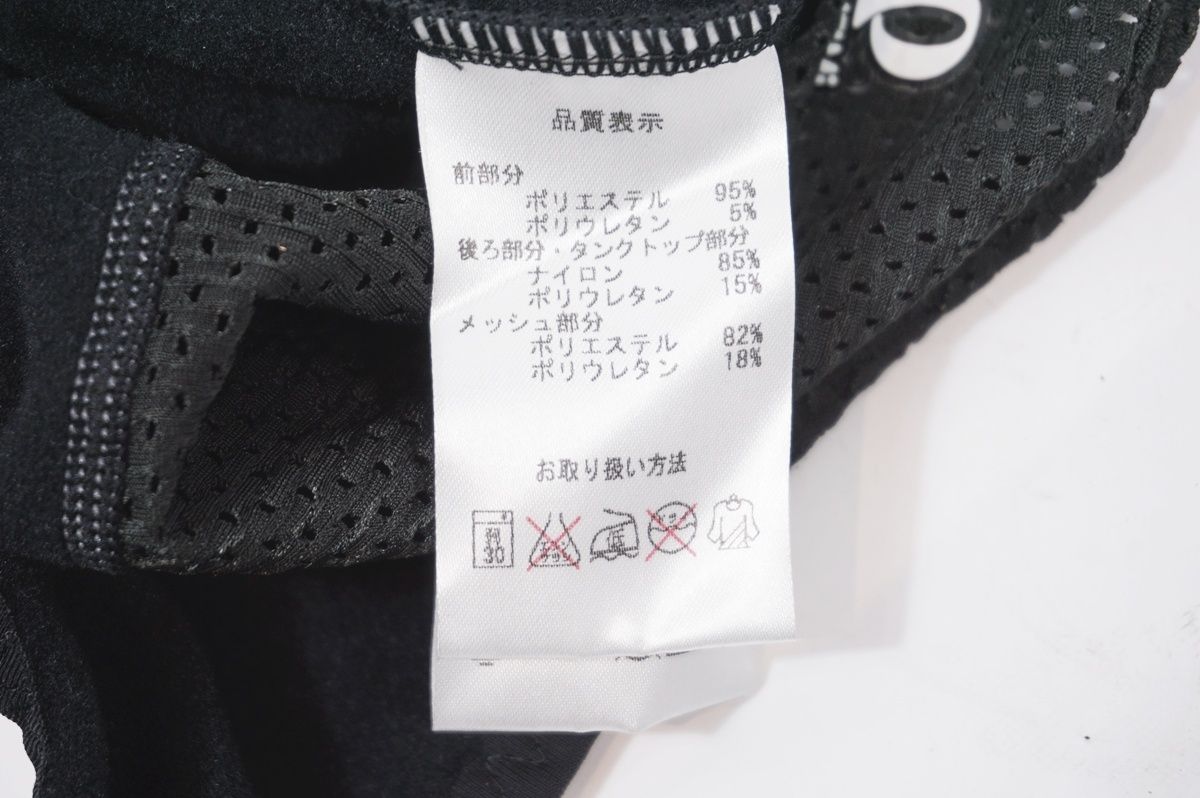 品質表示
前部分
ポリエステル 95%
ポリウレタン 5%
後ろ部分・タンクトップ部分
ナイロン 85%
ポリウレタン 15%
メッシュ部分
ポリエステル 82%
ポリウレタン 18%
お取り扱い方法
30 低